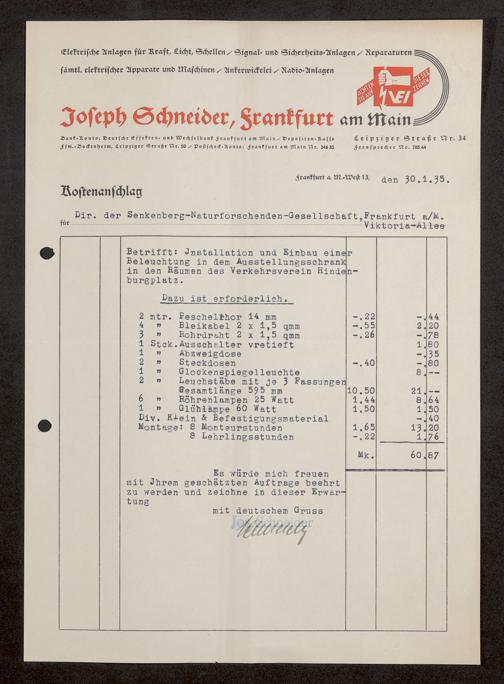 Elektrische Anlagen für Kraft, Licht, Schellen / Signal- und Sicherheits-Anlagen / Reparaturen
sämtl. elektrischer Apparate und Maschinen / Ankerwickelei / Radio-Anlagen
VEI
Joseph Schneider, Frankfurt am Main
Bank-Konto: Deutsche Effekten- und Wechselbank Frankfurt am Main / Depositen-Kasse
Ffm.-Bockenheim, Leipziger Straße Nr. 50 / Postscheck-Konto: Frankfurt am Main Nr.
Leipziger Straße Nr. 34
Fernsprecher Nr.
Frankfurt a. M.-West 13, den 30.1.35.
Kostenanschlag
für Dir. der Senkenberg-Naturforschenden-Gesellschaft,Frankfurt a/M.
Viktoria-Allee
Betrifft: Jnstallation und Einbau einer
Beleuchtung in dem Ausstellungsschrank
in den Räumen des Verkehrsverein Hinden-
burgplatz.
Dazu ist erforderlich.
2 mtr. Peschelrhor 14 mm -.22 -.44
4 " Bleikabel 2 x 1,5 qmm -.55 2.20
3 " Rohrdraht 2 x 1,5 qmm -.26 -.78
1 Stck.Ausschalter vretieft 1.80
1 " Abzweigdose -.35
2 " Steckdosen -.40 -.80
1 " Glockenspiegelleuchte 8.--
2 " Leuchstäbe mit je 3 Fassungen
Gesamtlänge 595 mm 10.50 21.--
6 " Röhrenlampen 25 Watt 1.44 8.64
1 " Glühlampe 60 Watt 1.50 1.50
Div. Klein & Befestigungsmaterial -.40
Montage: 8 Monteurstunden 1.65 13.20
8 Lehrlingsstunden -.22 1.76
Mk. 60.87
Es würde mich freuen
mit Jhrem geschätzten Auftrage beehrt
zu werden und zeichne in dieser Erwar-
tung
mit deutschem Gruss